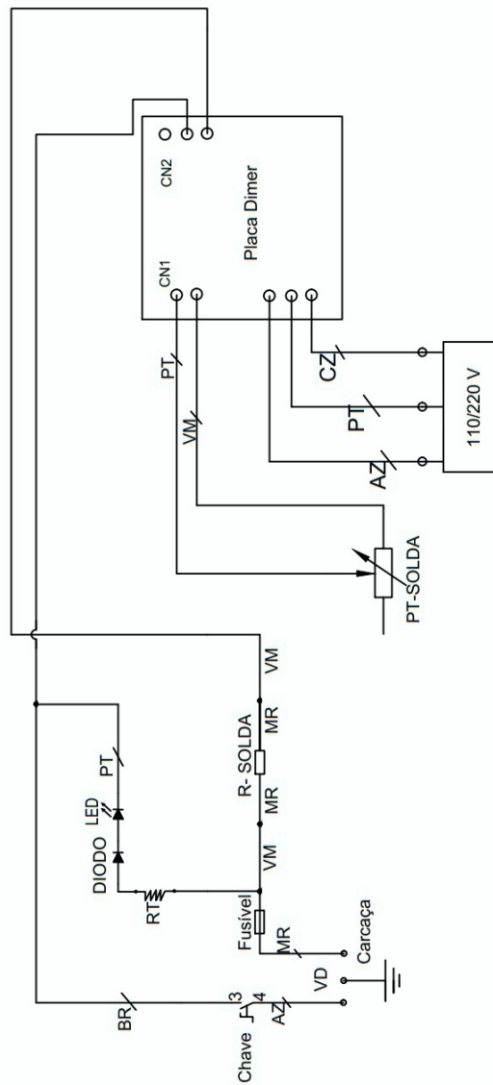 BR
Chave
3
4
AZ
VD
Carcaça
MR
Fusível
RT
DIODO
LED
PT
VM
MR
R- SOLDA
MR
VM
PT-SOLDA
PT
VM
CN1
CN2
Placa Dimer
AZ
PT
CZ
110/220 V